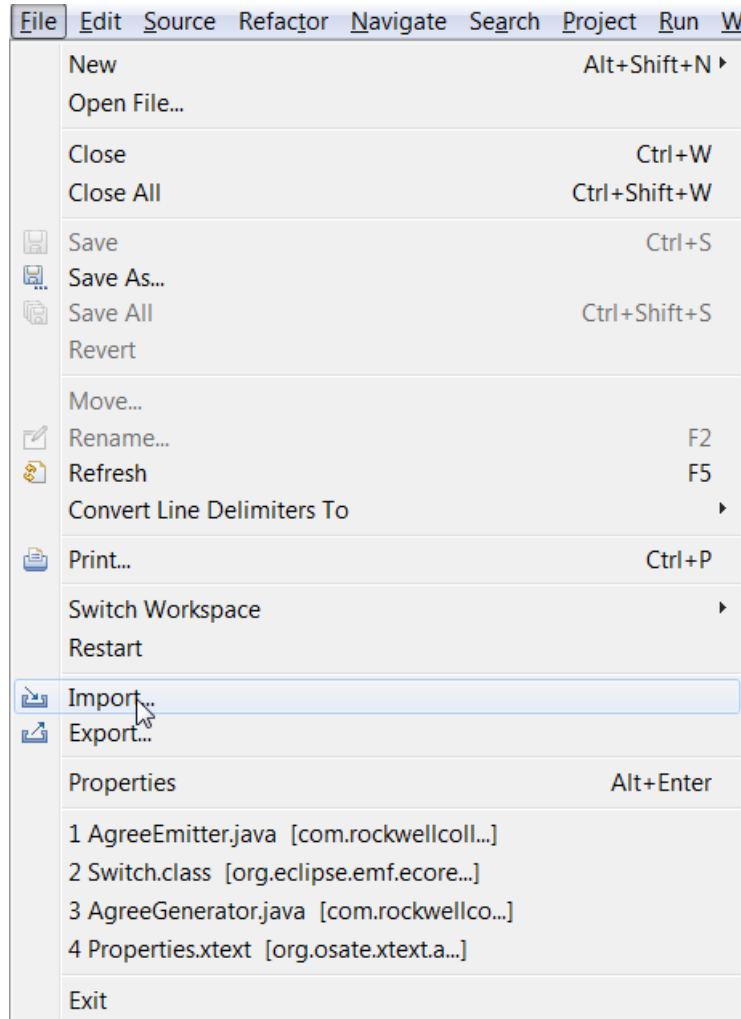 File Edit Source Refactor Navigate Search Project Run W
New Alt+Shift+N
Open File...
Close Ctrl+W
Close All Ctrl+Shift+W
Save Ctrl+S
Save As...
Save All Ctrl+Shift+S
Revert
Move...
Rename... F2
Refresh F5
Convert Line Delimiters To
Print... Ctrl+P
Switch Workspace
Restart
Import...
Export...
Properties Alt+Enter
1 AgreeEmitter.java [com.rockwellcoll...]
2 Switch.class [org.eclipse.emf.ecore...]
3 AgreeGenerator.java [com.rockwellco...]
4 Properties.xtext [org.osate.xtext.a...]
Exit